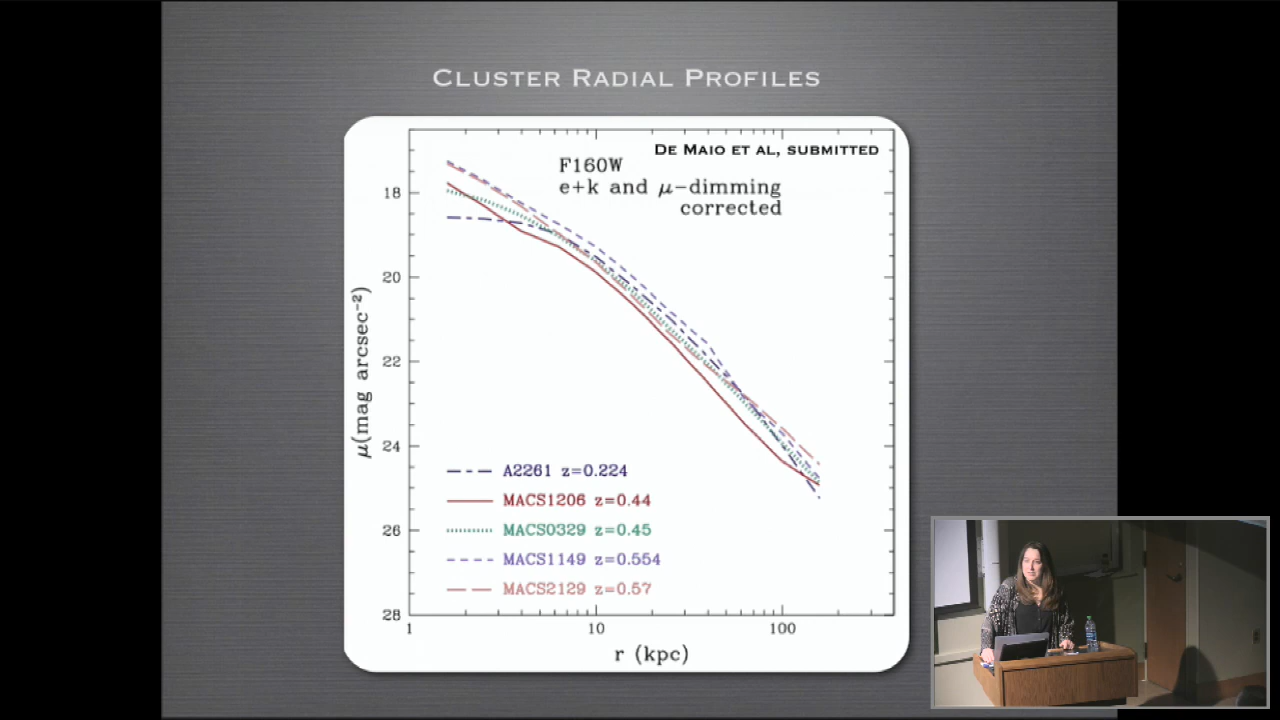 CLUSTER RADIAL PROFILES
DE MAIO ET AL, SUBMITTED
F160W
e+k and μ-dimming
corrected
18
20
22
24
26
28
μ(mag arcsec⁻²)
A2261 z=0.224
MACS1206 z=0.44
MACS0329 z=0.45
MACS1149 z=0.554
MACS2129 z=0.57
1 10 100
r (kpc)